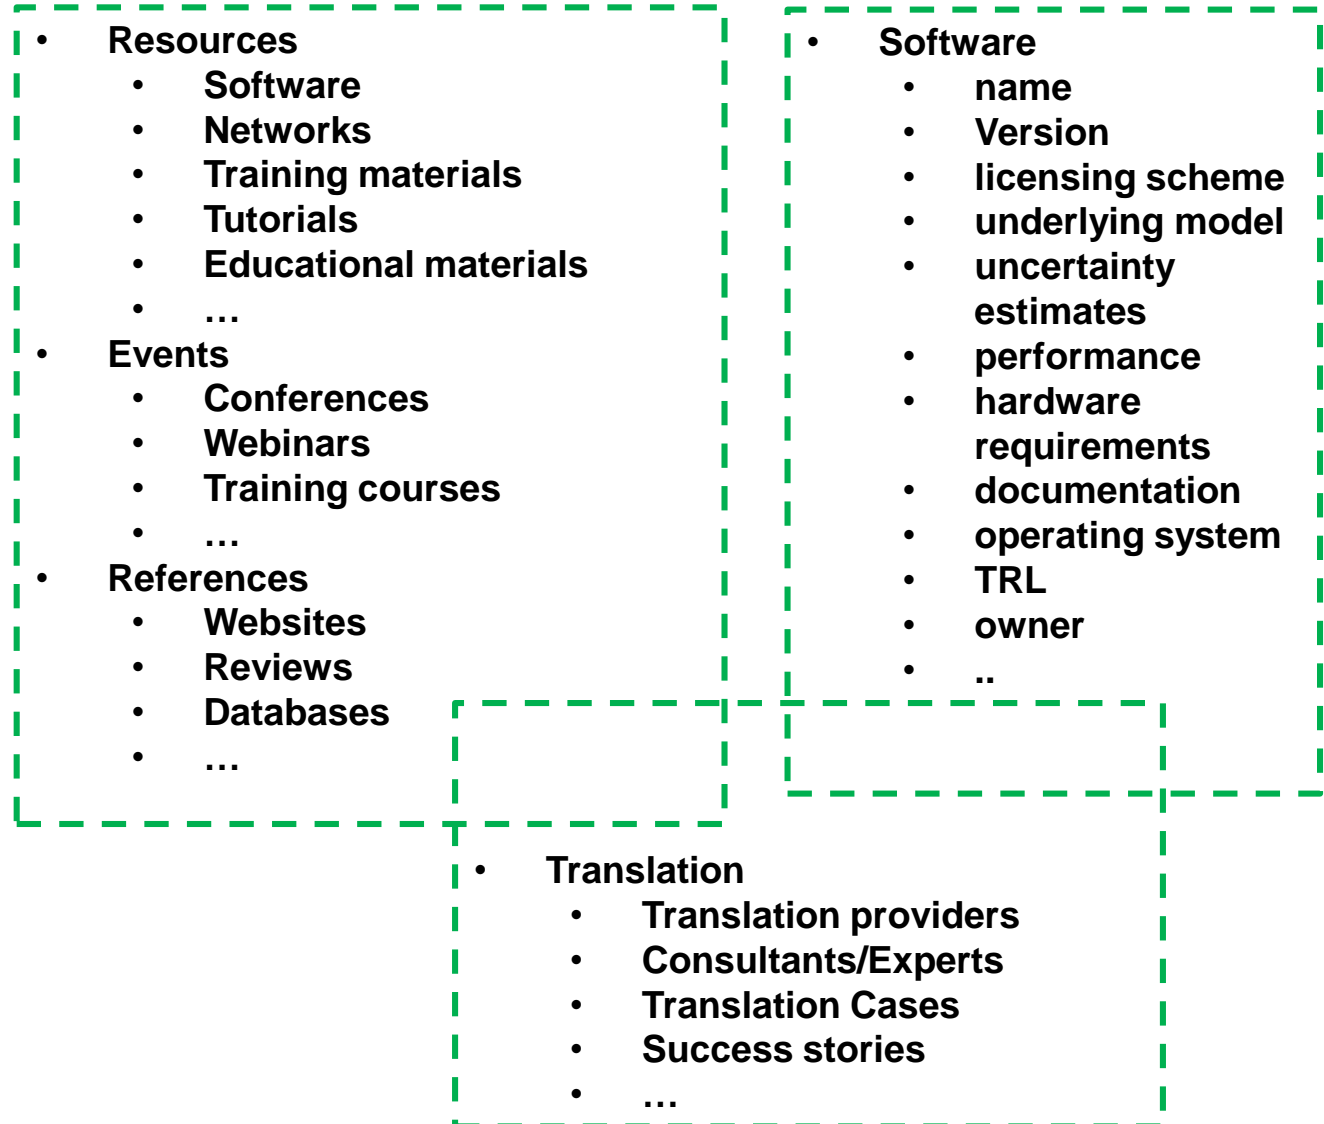 • Resources
• Software
• Networks
• Training materials
• Tutorials
• Educational materials
• …
• Events
• Conferences
• Webinars
• Training courses
• …
• References
• Websites
• Reviews
• Databases
• …
• Software
• name
• Version
• licensing scheme
• underlying model
• uncertainty
estimates
• performance
• hardware
requirements
• documentation
• operating system
• TRL
• owner
• ..
• Translation
• Translation providers
• Consultants/Experts
• Translation Cases
• Success stories
• …